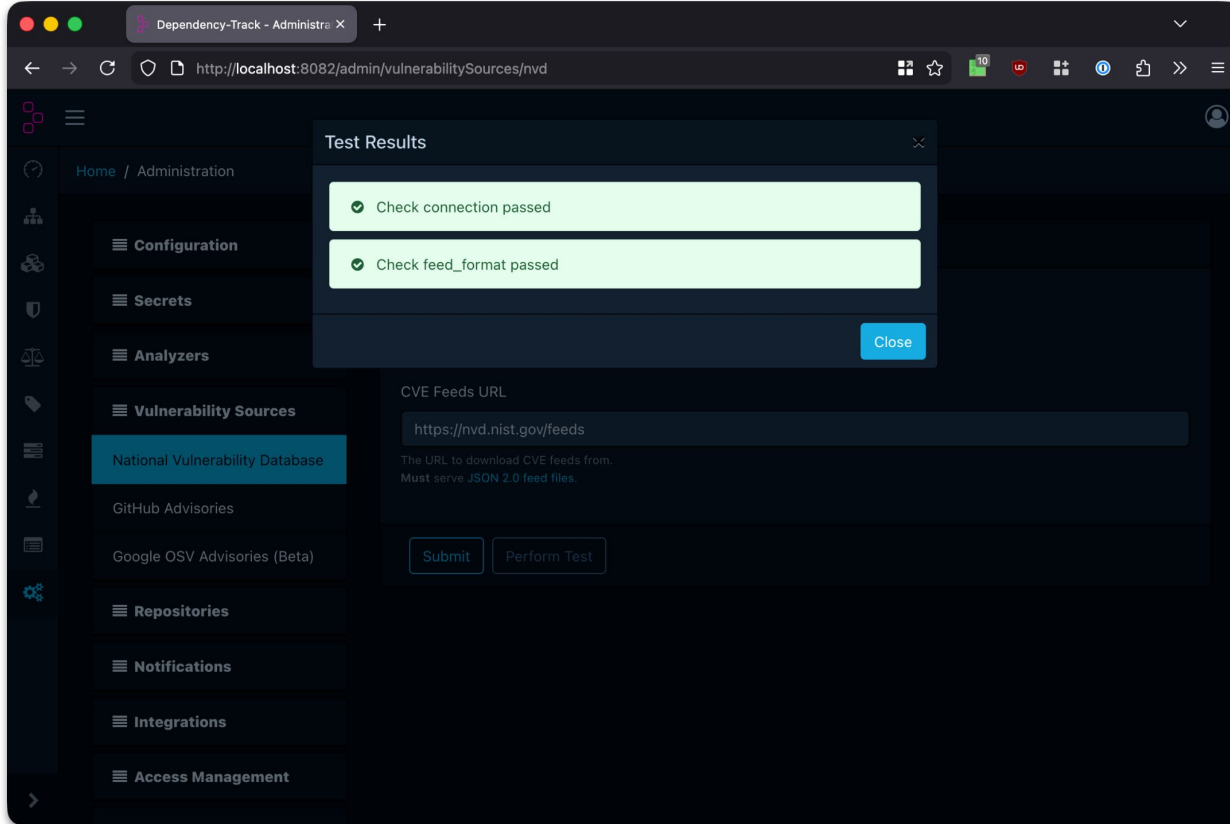 Dependency-Track - Administra
http://localhost:8082/admin/vulnerabilitySources/nvd
10
Home / Administration
Test Results
Check connection passed
Check feed_format passed
Close
Configuration
Secrets
Analyzers
Vulnerability Sources
National Vulnerability Database
GitHub Advisories
Google OSV Advisories (Beta)
Repositories
Notifications
Integrations
Access Management
CVE Feeds URL
https://nvd.nist.gov/feeds
The URL to download CVE feeds from.
Must serve JSON 2.0 feed files.
Submit
Perform Test